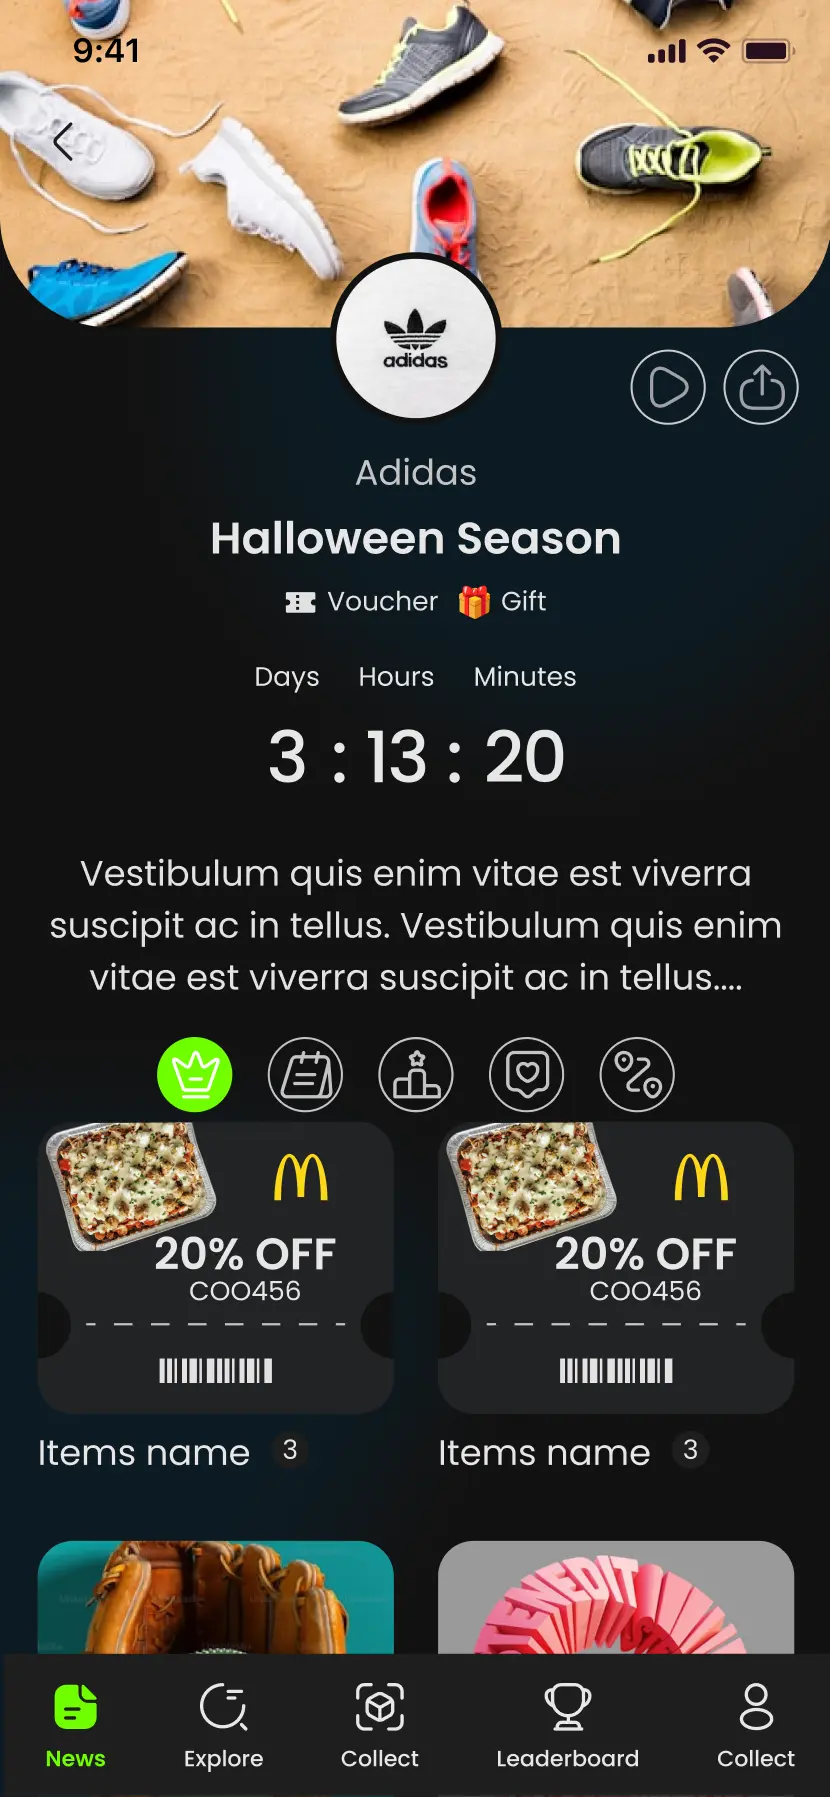 9:41
adidas
Adidas
Halloween Season
Voucher Gift
Days Hours Minutes
3 : 13 : 20
Vestibulum quis enim vitae est viverra
suscipit ac in tellus. Vestibulum quis enim
vitae est viverra suscipit ac in tellus....
20% OFF
COO456
20% OFF
COO456
Items name 3
Items name 3
News
Explore
Collect
Leaderboard
Collect